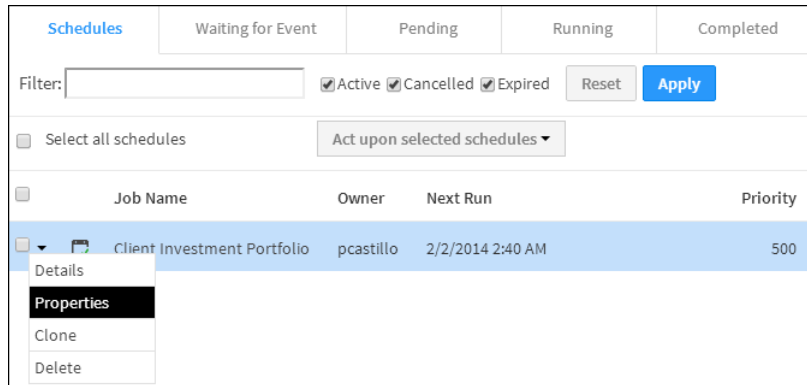 Schedules Waiting for Event Pending Running Completed
Filter: Active Cancelled Expired Reset Apply
Select all schedules Act upon selected schedules
Job Name Owner Next Run Priority
Client Investment Portfolio pcastillo 2/2/2014 2:40 AM 500
Details
Properties
Clone
Delete